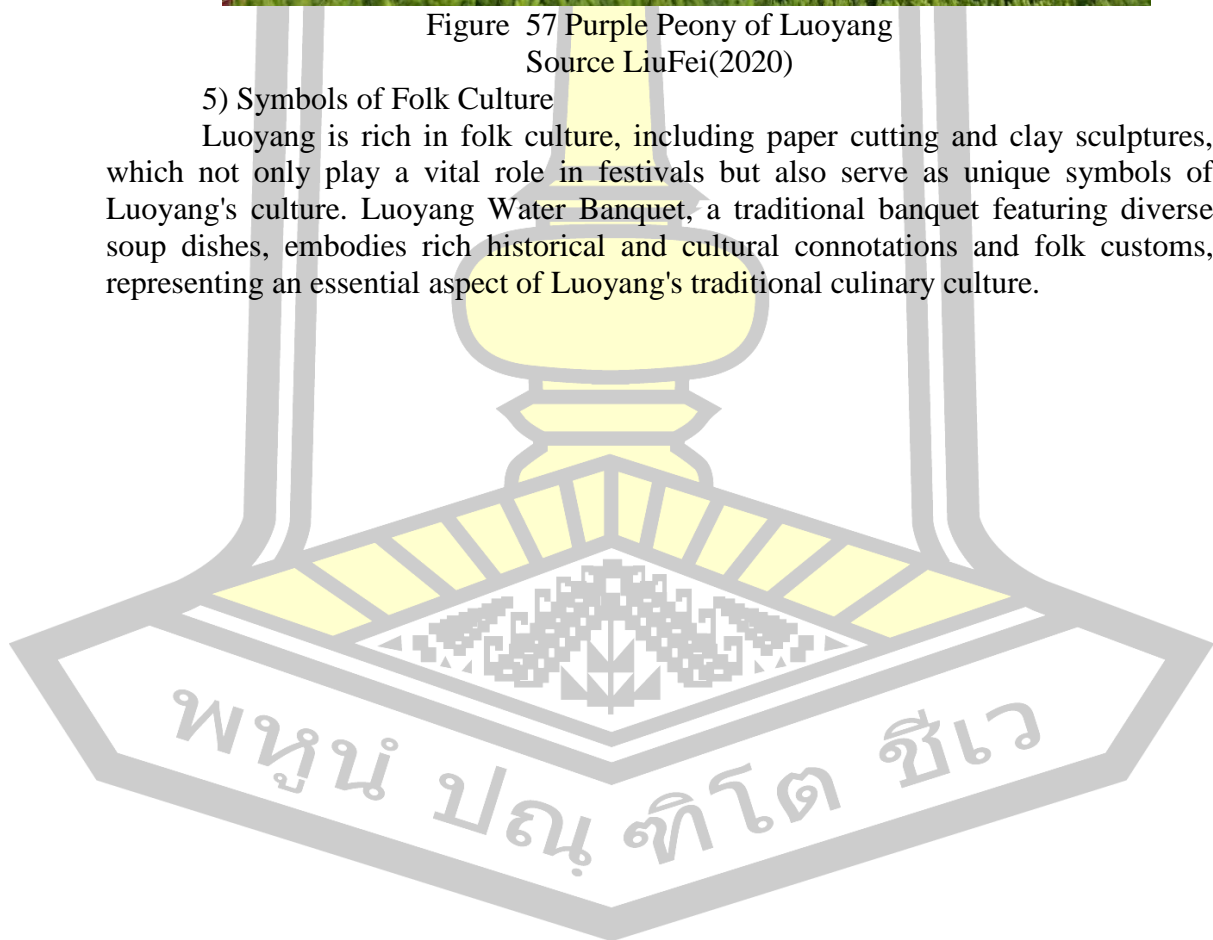 Figure 57 Purple Peony of Luoyang
Source LiuFei(2020)
5) Symbols of Folk Culture
Luoyang is rich in folk culture, including paper cutting and clay sculptures,
which not only play a vital role in festivals but also serve as unique symbols of
Luoyang's culture. Luoyang Water Banquet, a traditional banquet featuring diverse
soup dishes, embodies rich historical and cultural connotations and folk customs,
representing an essential aspect of Luoyang's traditional culinary culture.
พหูนํ ปณฺฑิโต ชีเว